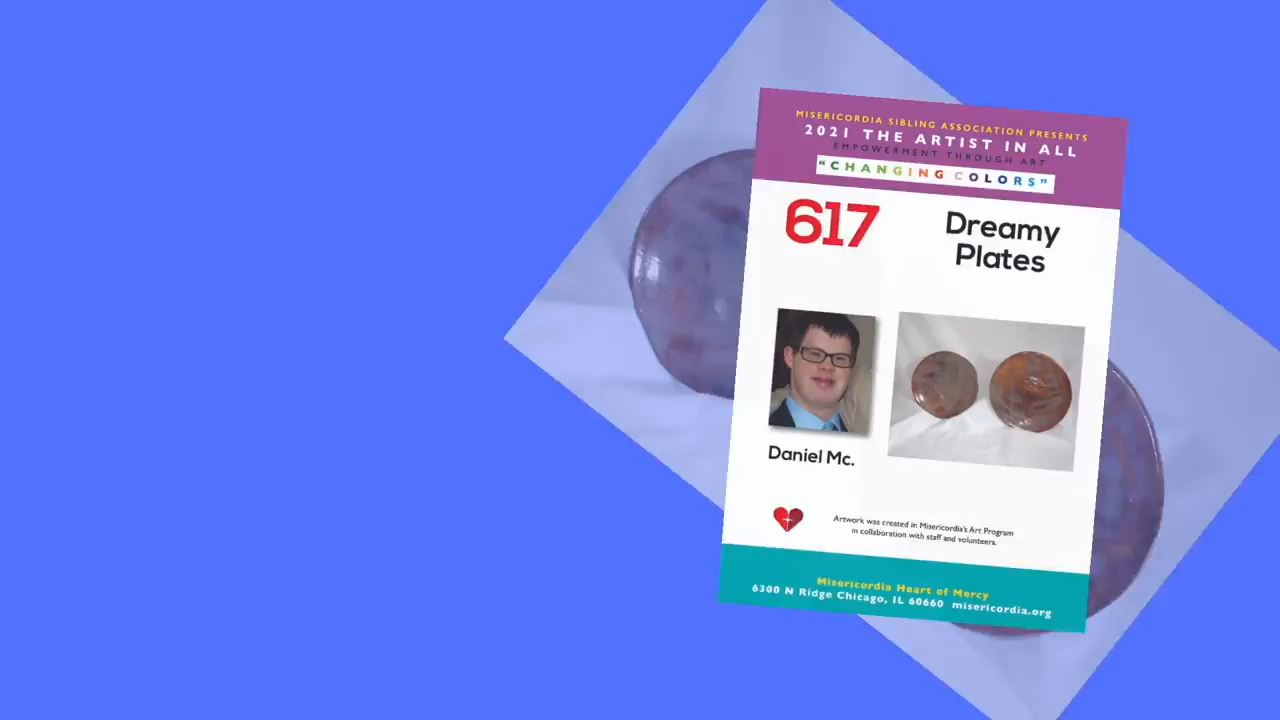 MISERICORDIA SIBLING ASSOCIATION PRESENTS
2021 THE ARTIST IN ALL
EMPOWERMENT THROUGH ART
"CHANGING COLORS"
617
Dreamy
Plates
Daniel Mc.
Artwork was created in Misericordia's Art Program
in collaboration with staff and volunteers.
Misericordia Heart of Mercy
6300 N Ridge Chicago, IL 60660 misericordia.org